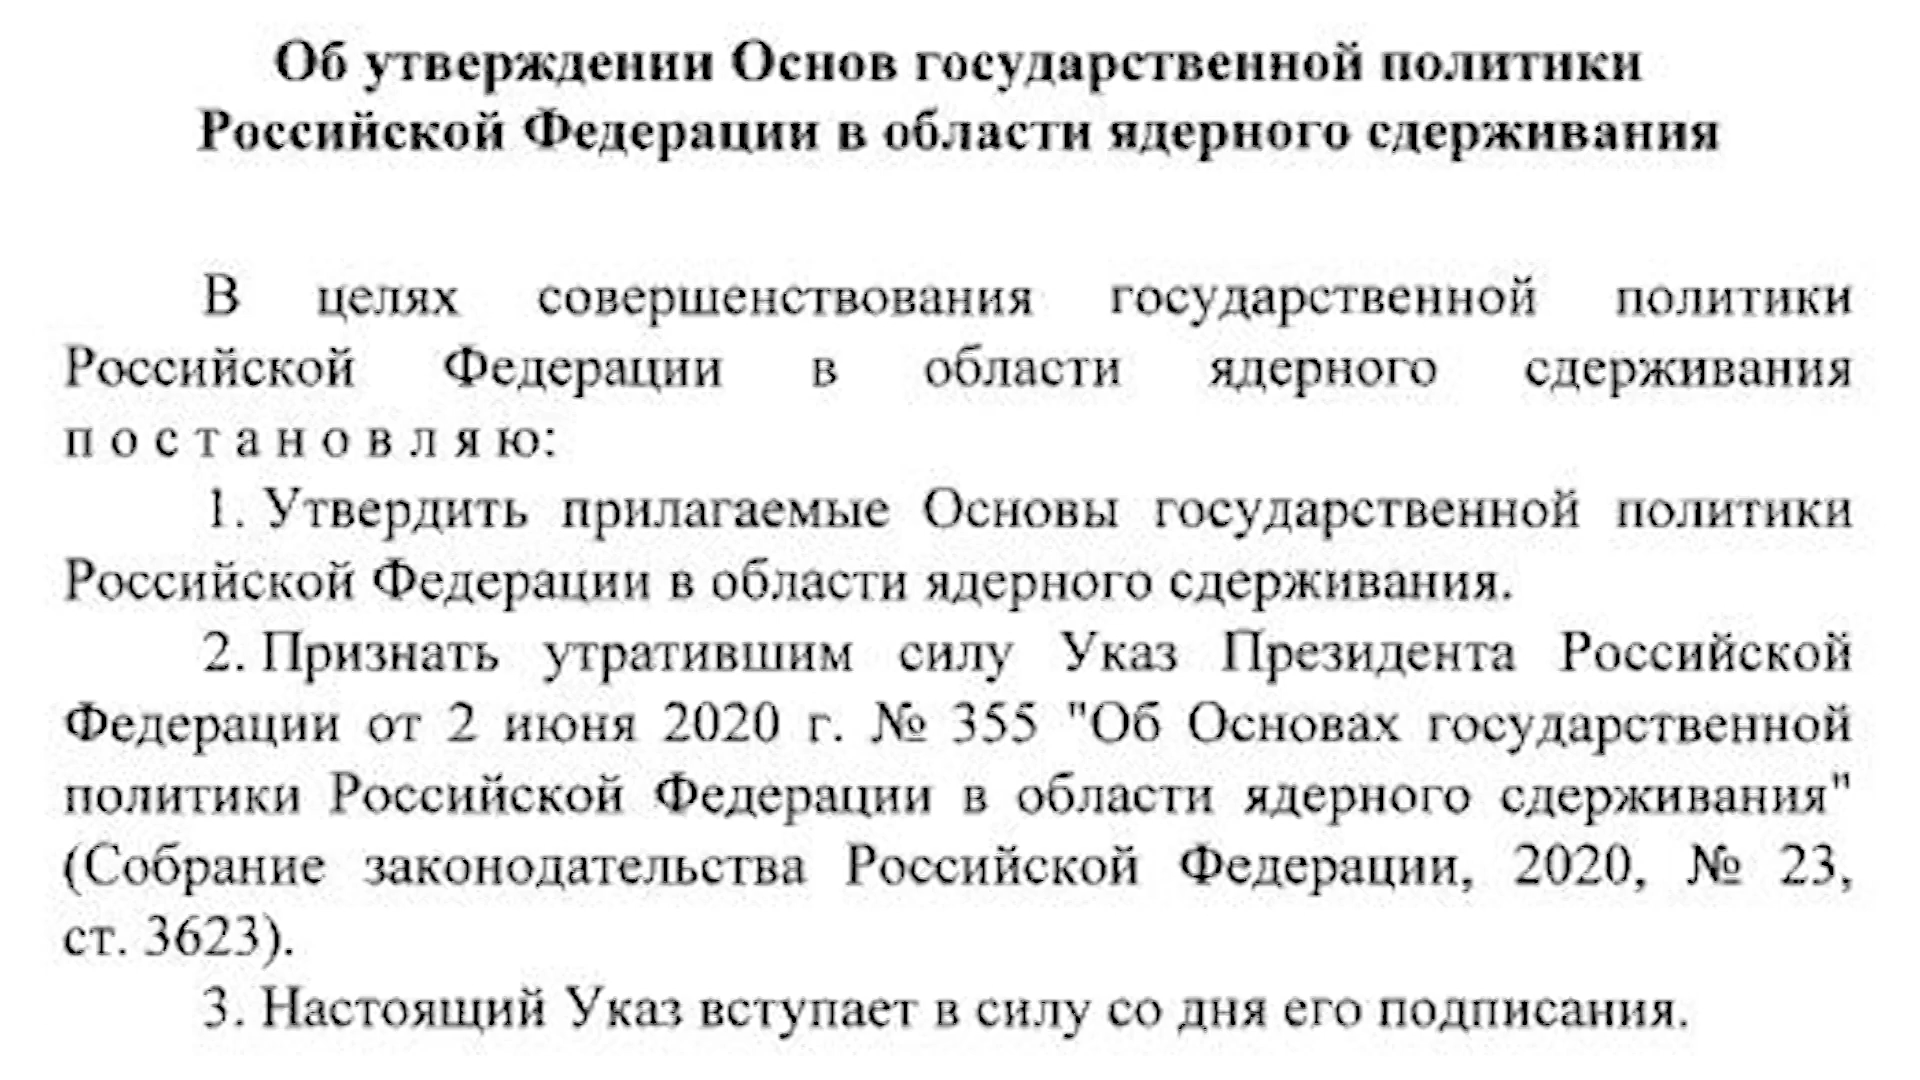 Об утверждении Основ государственной политики
Российской Федерации в области ядерного сдерживания
В целях совершенствования государственной политики
Российской Федерации в области ядерного сдерживания
п о с т а н о в л я ю:
1. Утвердить прилагаемые Основы государственной политики
Российской Федерации в области ядерного сдерживания.
2. Признать утратившим силу Указ Президента Российской
Федерации от 2 июня 2020 г. № 355 "Об Основах государственной
политики Российской Федерации в области ядерного сдерживания"
(Собрание законодательства Российской Федерации, 2020, № 23,
ст. 3623).
3. Настоящий Указ вступает в силу со дня его подписания.